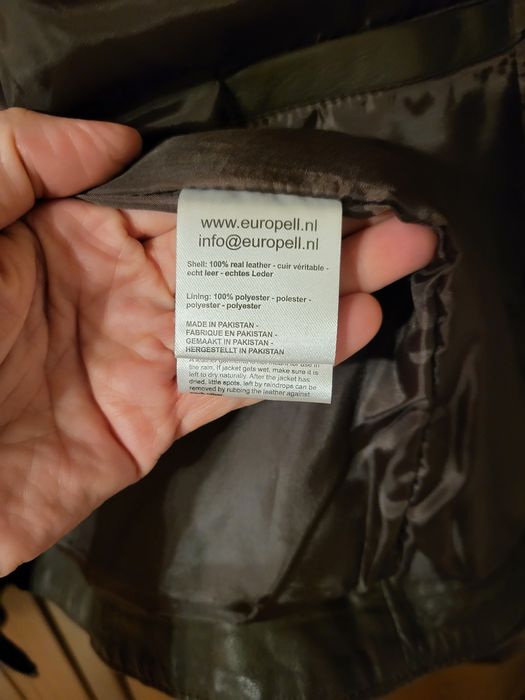 www.europell.nl
info@europell.nl
Shell: 100% real leather - cuir véritable -
echt leer - echtes Leder
Lining: 100% polyester - polester -
polyester - polyester
MADE IN PAKISTAN -
FABRIQUE EN PAKISTAN -
GEMAAKT IN PAKISTAN -
HERGESTELLT IN PAKISTAN
the rain. If jacket gets wet, make sure it is
left to dry naturally. After the jacket has
dried, little spots, left by raindrops can be
removed by rubbing the leather against